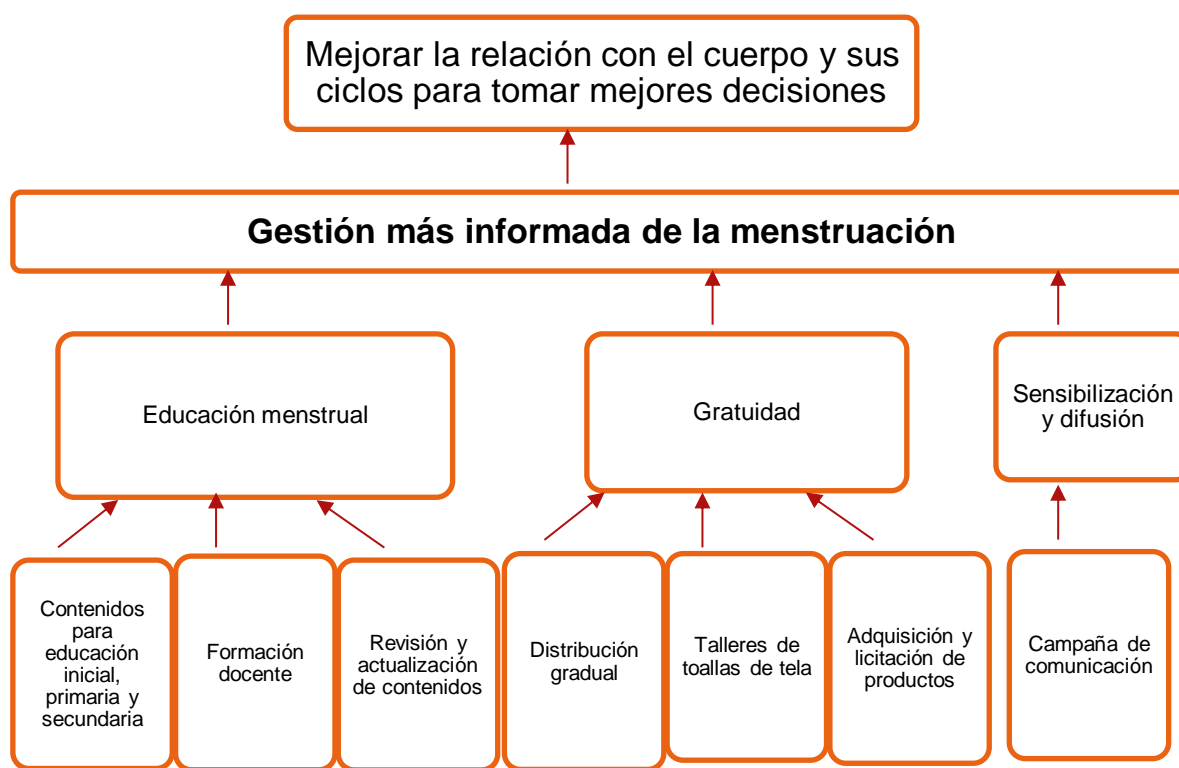 Mejorar la relación con el cuerpo y sus
ciclos para tomar mejores decisiones
Gestión más informada de la menstruación
Educación menstrual
Gratuidad
Sensibilización
y difusión
Contenidos
para
educación
inicial,
primaria y
secundaria
Formación
docente
Revisión y
actualización
de contenidos
Distribución
gradual
Talleres de
toallas de tela
Adquisición y
licitación de
productos
Campaña de
comunicación